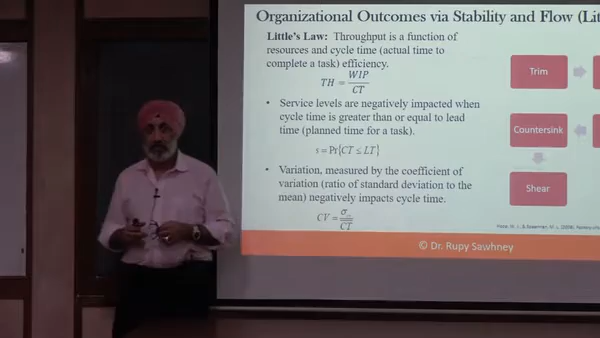 Organizational Outcomes via Stability and Flow (Lit
Little's Law: Throughput is a function of
resources and cycle time (actual time to
complete a task) efficiency.
TH = WIP / CT
• Service levels are negatively impacted when
cycle time is greater than or equal to lead
time (planned time for a task).
s = Pr{CT ≤ LT}
• Variation, measured by the coefficient of
variation (ratio of standard deviation to the
mean) negatively impacts cycle time.
CV = σ / CT
Trim
Countersink
Shear
© Dr. Rupy Sawhney